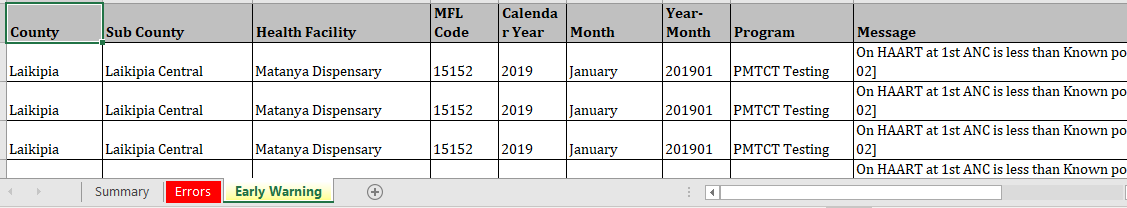 County Sub County Health Facility MFL Code Calenda r Year Month Year-Month Program Message
Laikipia Laikipia Central Matanya Dispensary 15152 2019 January 201901 PMTCT Testing On HAART at 1st ANC is less than Known po
02]
Laikipia Laikipia Central Matanya Dispensary 15152 2019 January 201901 PMTCT Testing On HAART at 1st ANC is less than Known po
02]
Laikipia Laikipia Central Matanya Dispensary 15152 2019 January 201901 PMTCT Testing On HAART at 1st ANC is less than Known po
02]
On HAART at 1st ANC is less than Known po
Summary Errors Early Warning